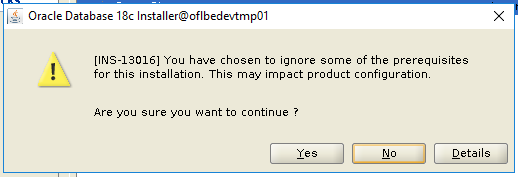 Oracle Database 18c Installer@oflbedevtmp01
[INS-13016] You have chosen to ignore some of the prerequisites
for this installation. This may impact product configuration.
Are you sure you want to continue ?
Yes
No
Details